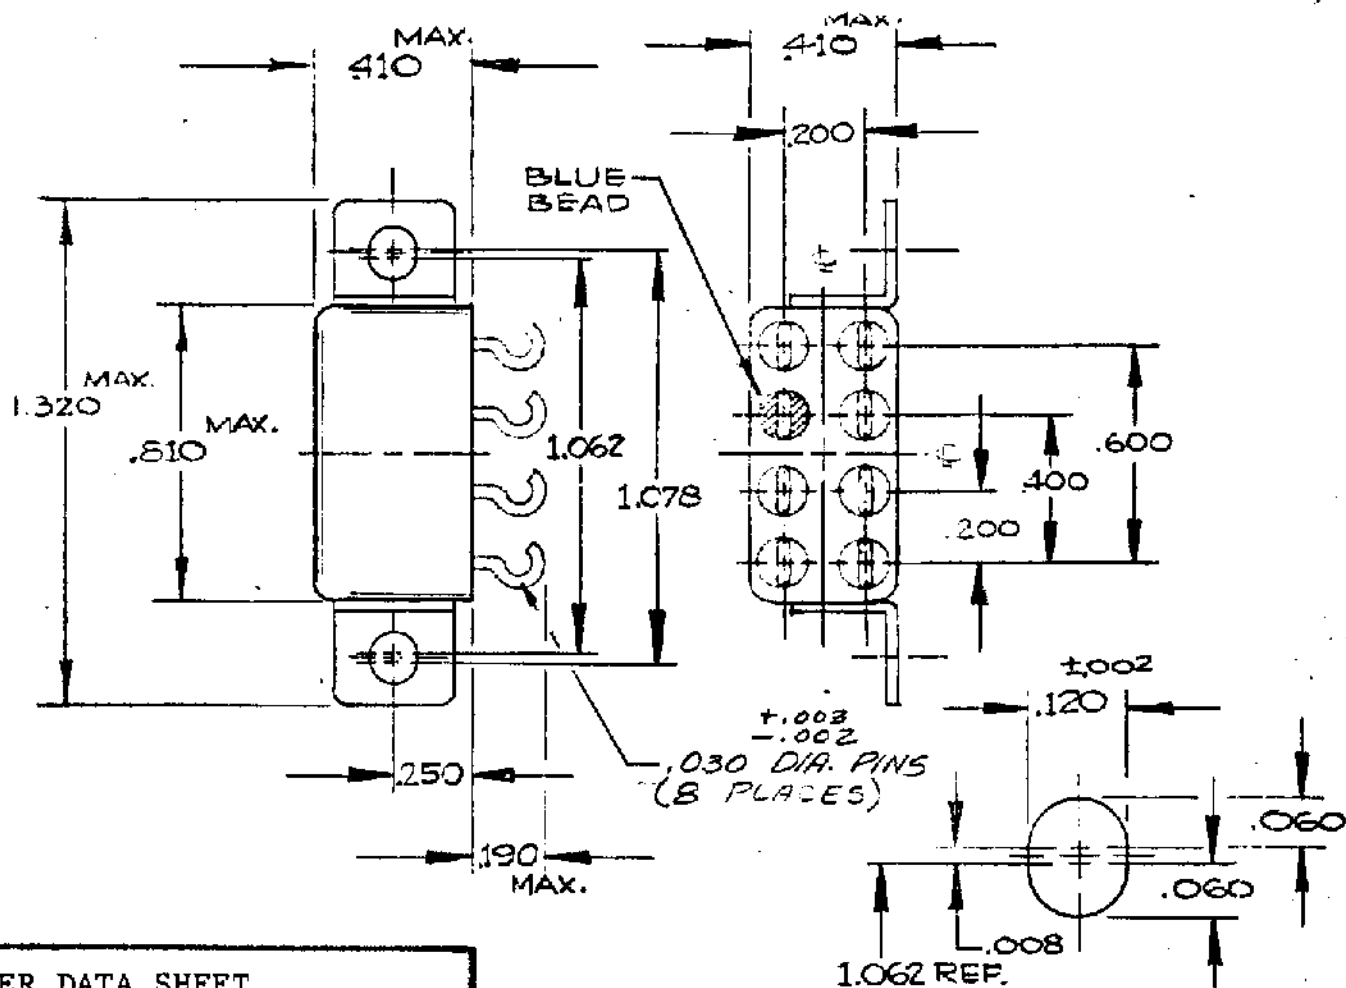 MAX.
.410
MAX.
.410
.200
BLUE
BEAD
MAX.
1.320
MAX.
.810
1.062
1.078
.600
.400
.200
+.003
-.002
.030 DIA. PINS
(8 PLACES)
.250
.190
MAX.
±.002
.120
.060
.060
.008
1.062 REF.
ER DATA SHEET